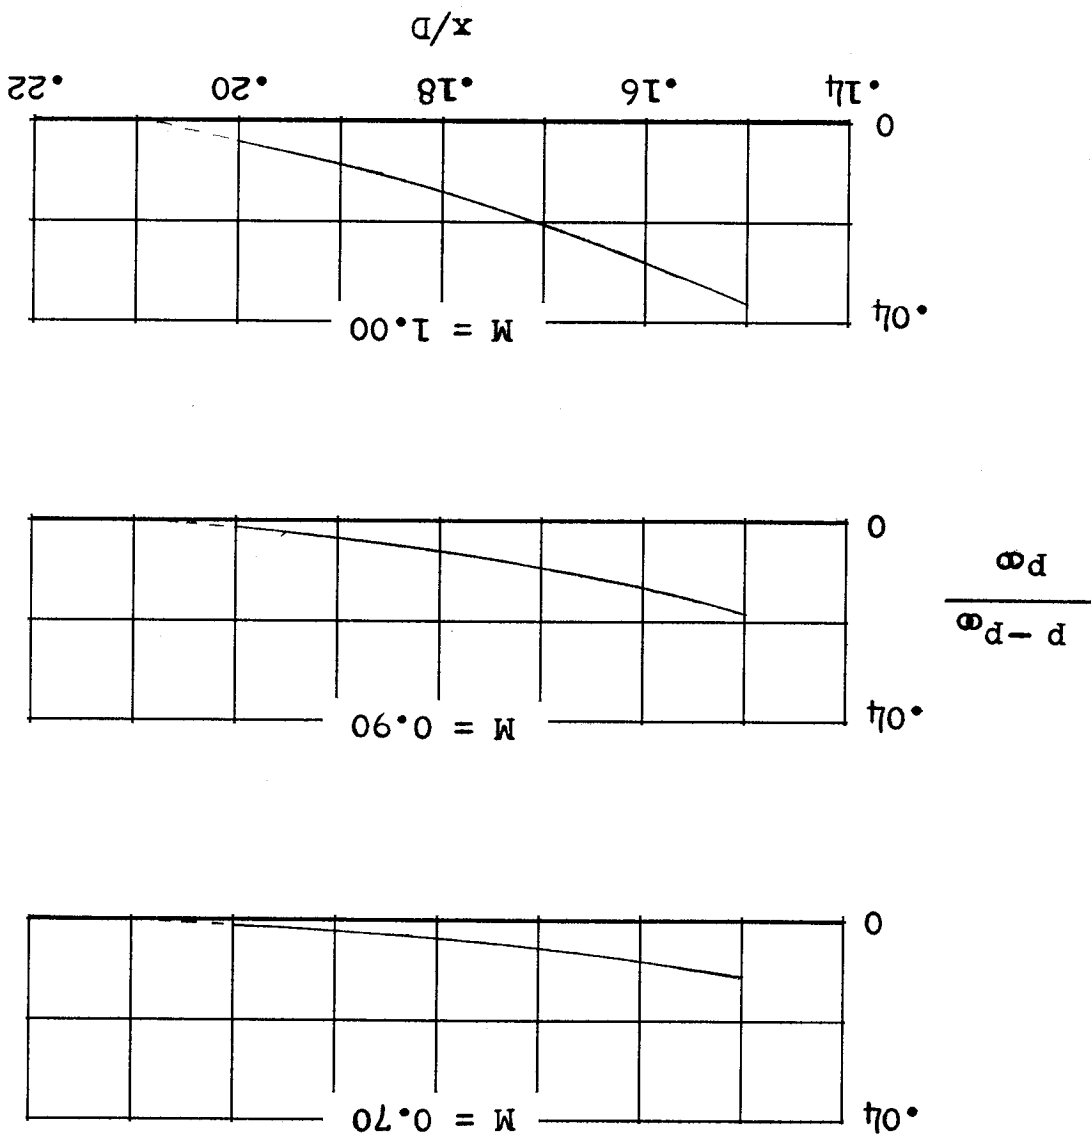 .04
M = 0.70
0
.04
M = 0.90
p - p∞
p∞
0
.04
M = 1.00
0
.14 .16 .18 .20 .22
x/D